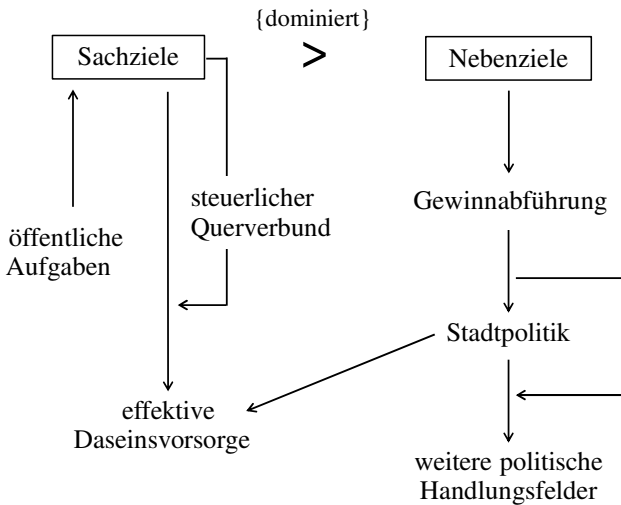 {dominiert}
Sachziele
>
Nebenziele
steuerlicher
Querverbund
Gewinnabführung
öffentliche
Aufgaben
Stadtpolitik
effektive
Daseinsvorsorge
weitere politische
Handlungsfelder